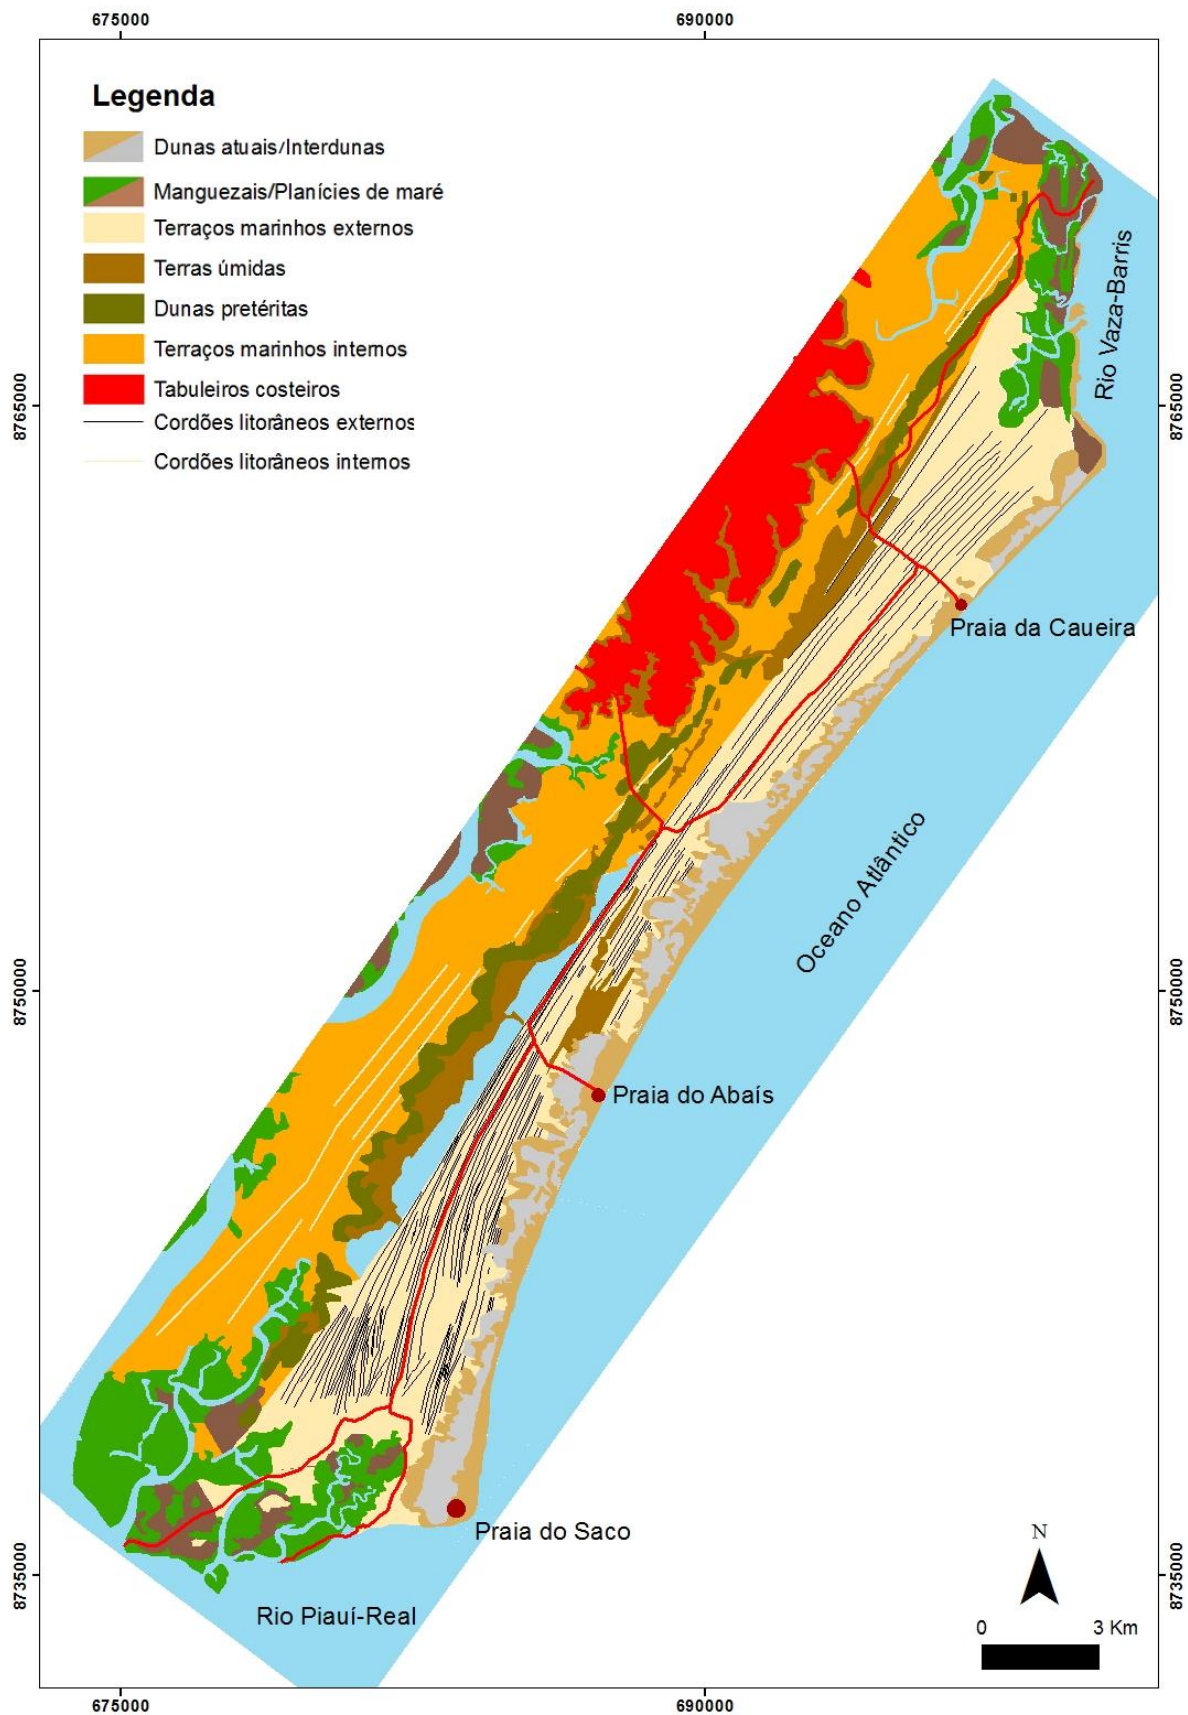 675000
690000
Legenda
Dunas atuais/Interdunas
Manguezais/Planícies de maré
Terraços marinhos externos
Terras úmidas
Dunas pretéritas
Terraços marinhos internos
Tabuleiros costeiros
Cordões litorâneos externos
Cordões litorâneos internos
Rio Vaza-Barris
8765000
8765000
Praia da Caueira
Oceano Atlântico
8750000
8750000
Praia do Abaís
Praia do Saco
N
8735000
8735000
Rio Piauí-Real
0
3 Km
675000
690000